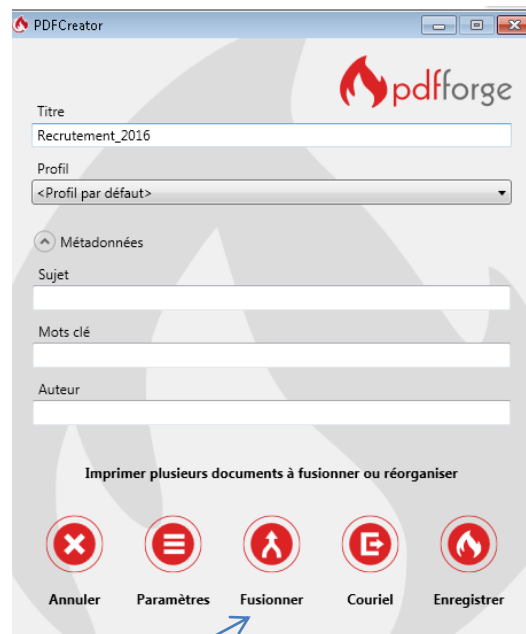 PDFCreator
pdfforge
Titre
Recrutement_2016
Profil
<Profil par défaut>
Métadonnées
Sujet
Mots clé
Auteur
Imprimer plusieurs documents à fusionner ou réorganiser
Annuler Paramètres Fusionner Couriel Enregistrer